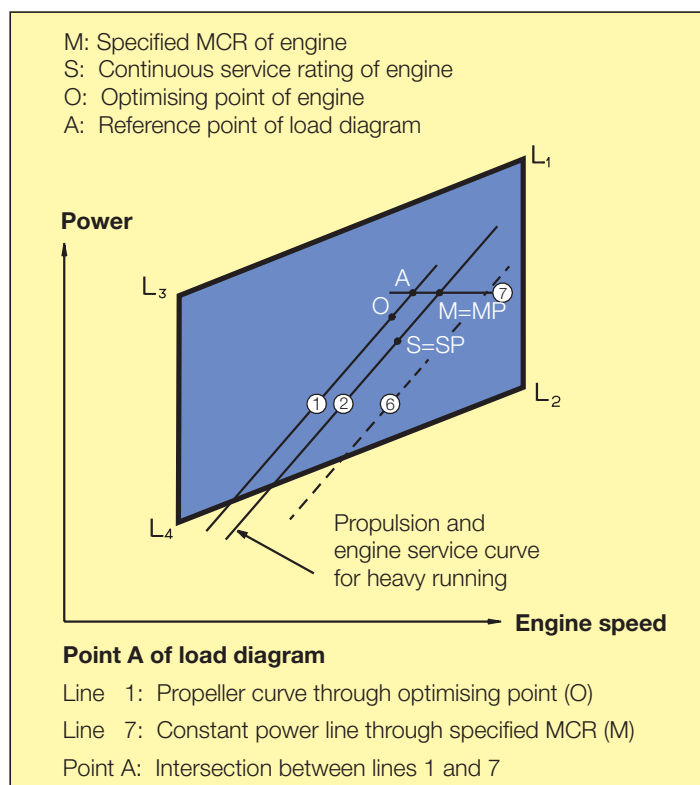 M: Specified MCR of engine
S: Continuous service rating of engine
O: Optimising point of engine
A: Reference point of load diagram
L₁
Power
L₃
A
7
O
M=MP
S=SP
L₂
1
2
6
L₄
Propulsion and
engine service curve
for heavy running
Engine speed
Point A of load diagram
Line 1: Propeller curve through optimising point (O)
Line 7: Constant power line through specified MCR (M)
Point A: Intersection between lines 1 and 7